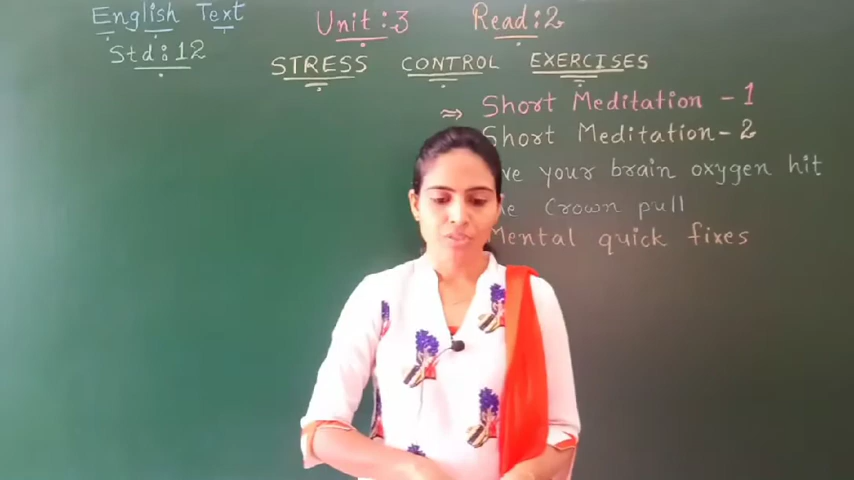 English Text
Unit :3
Read:2
Std:12
STRESS CONTROL EXERCISES
⇒ Short Meditation - 1
Short Meditation - 2
your brain oxygen hit
Crown pull
Mental quick fixes